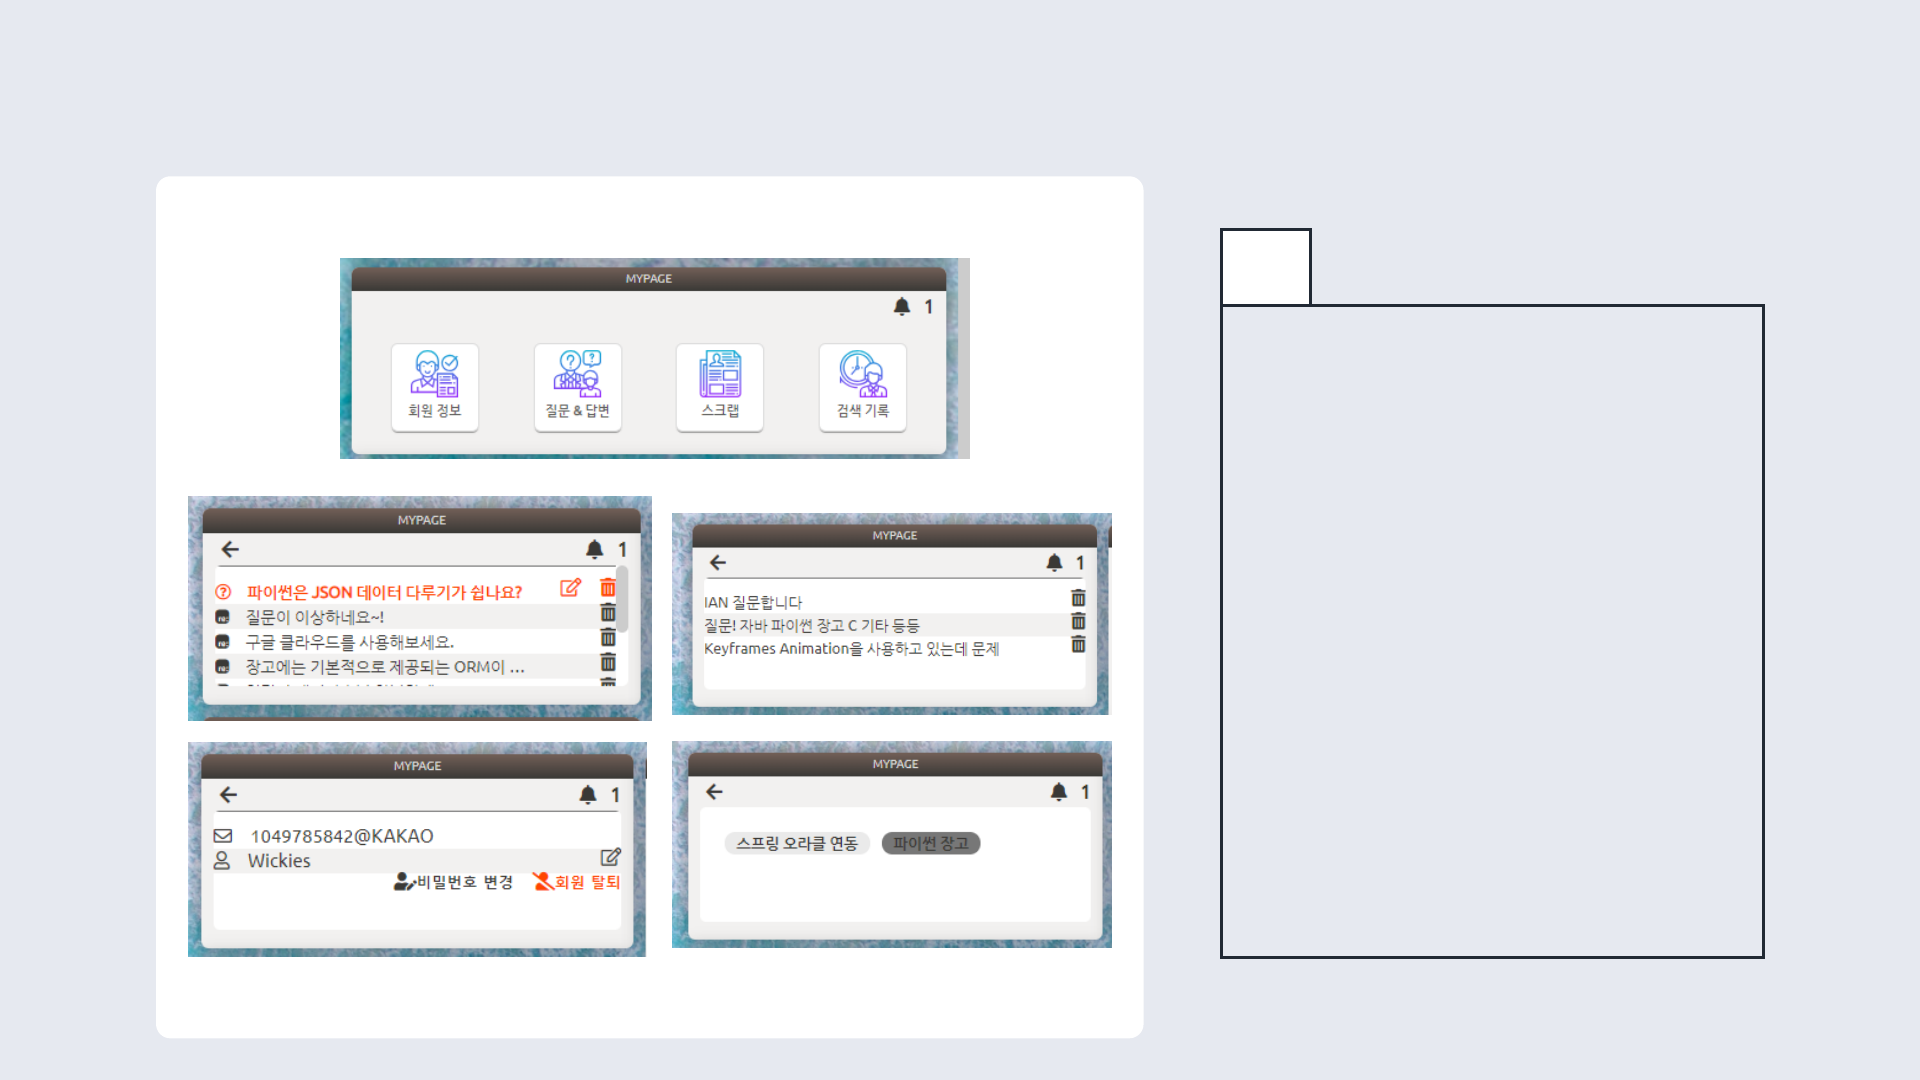 MYPAGE
1
회원 정보
질문 & 답변
스크랩
검색 기록
MYPAGE
1
파이썬은 JSON 데이터 다루기가 쉽나요?
질문이 이상하네요~!
구글 클라우드를 사용해보세요.
장고에는 기본적으로 제공되는 ORM이 ...
MYPAGE
1
IAN 질문합니다
질문! 자바 파이썬 장고 C 기타 등등
Keyframes Animation을 사용하고 있는데 문제
MYPAGE
1
1049785842@KAKAO
Wickies
비밀번호 변경 회원 탈퇴
MYPAGE
1
스프링 오라클 연동 파이썬 장고